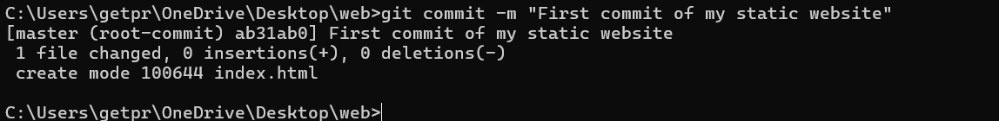 C:\Users\getpr\OneDrive\Desktop\web>git commit -m "First commit of my static website"
[master (root-commit) ab31ab0] First commit of my static website
 1 file changed, 0 insertions(+), 0 deletions(-)
 create mode 100644 index.html
C:\Users\getpr\OneDrive\Desktop\web>